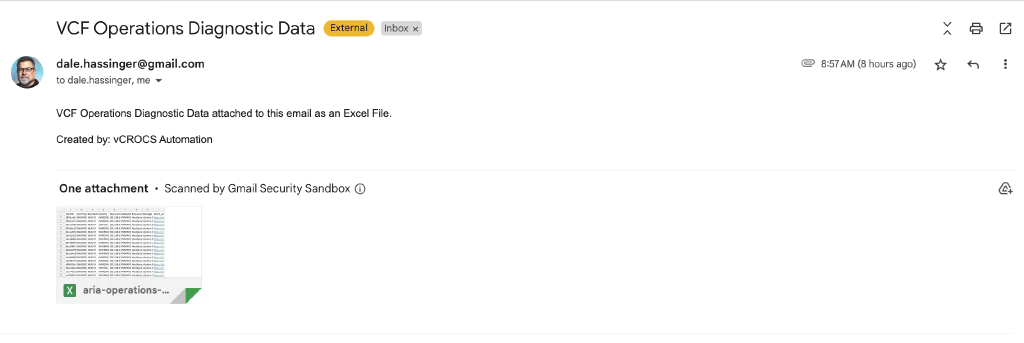 VCF Operations Diagnostic Data External Inbox x
dale.hassinger@gmail.com 8:57 AM (8 hours ago)
to dale.hassinger, me
VCF Operations Diagnostic Data attached to this email as an Excel File.
Created by: vCROCS Automation
One attachment • Scanned by Gmail Security Sandbox
X aria-operations-...